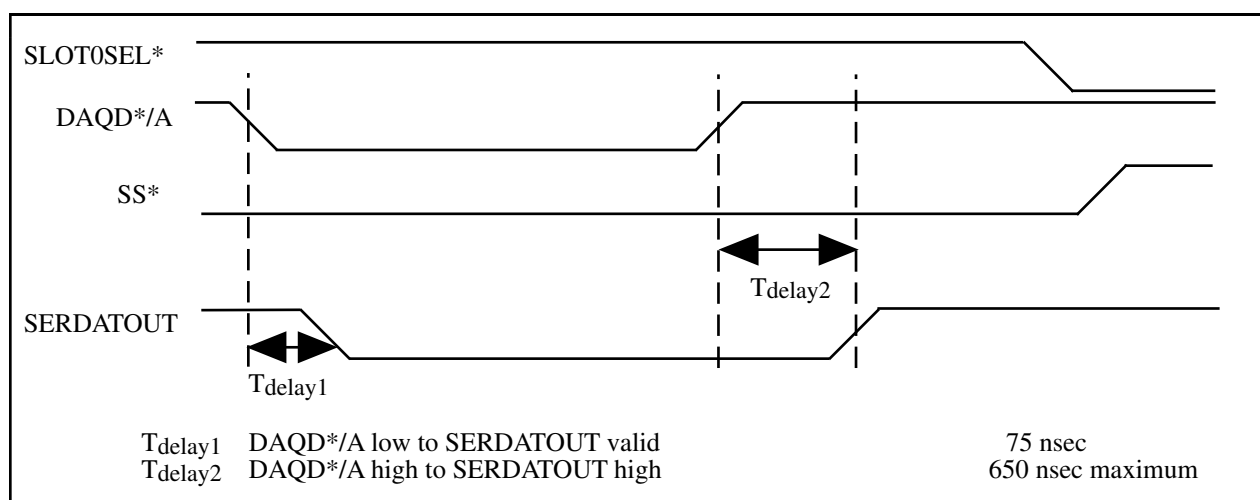 SLOT0SEL*
DAQD*/A
SS*
Tdelay2
SERDATOUT
Tdelay1
Tdelay1 DAQD*/A low to SERDATOUT valid 75 nsec
Tdelay2 DAQD*/A high to SERDATOUT high 650 nsec maximum